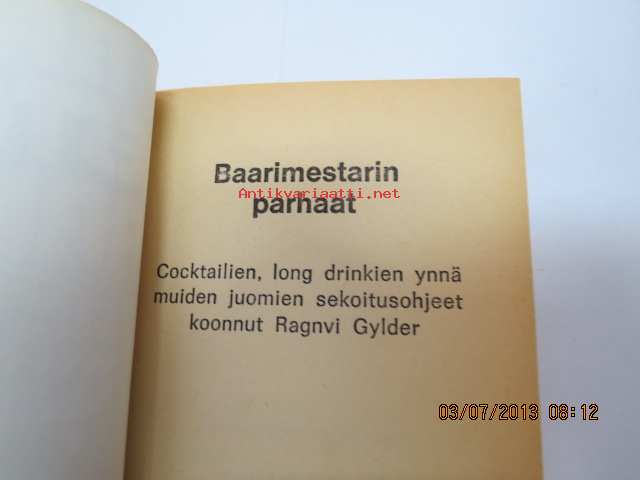 Baarimestarin
Antikvariaatti.net
parhaat
Cocktailien, long drinkien ynnä
muiden juomien sekoitusohjeet
koonnut Ragnvi Gylder
03/07/2013 08:12